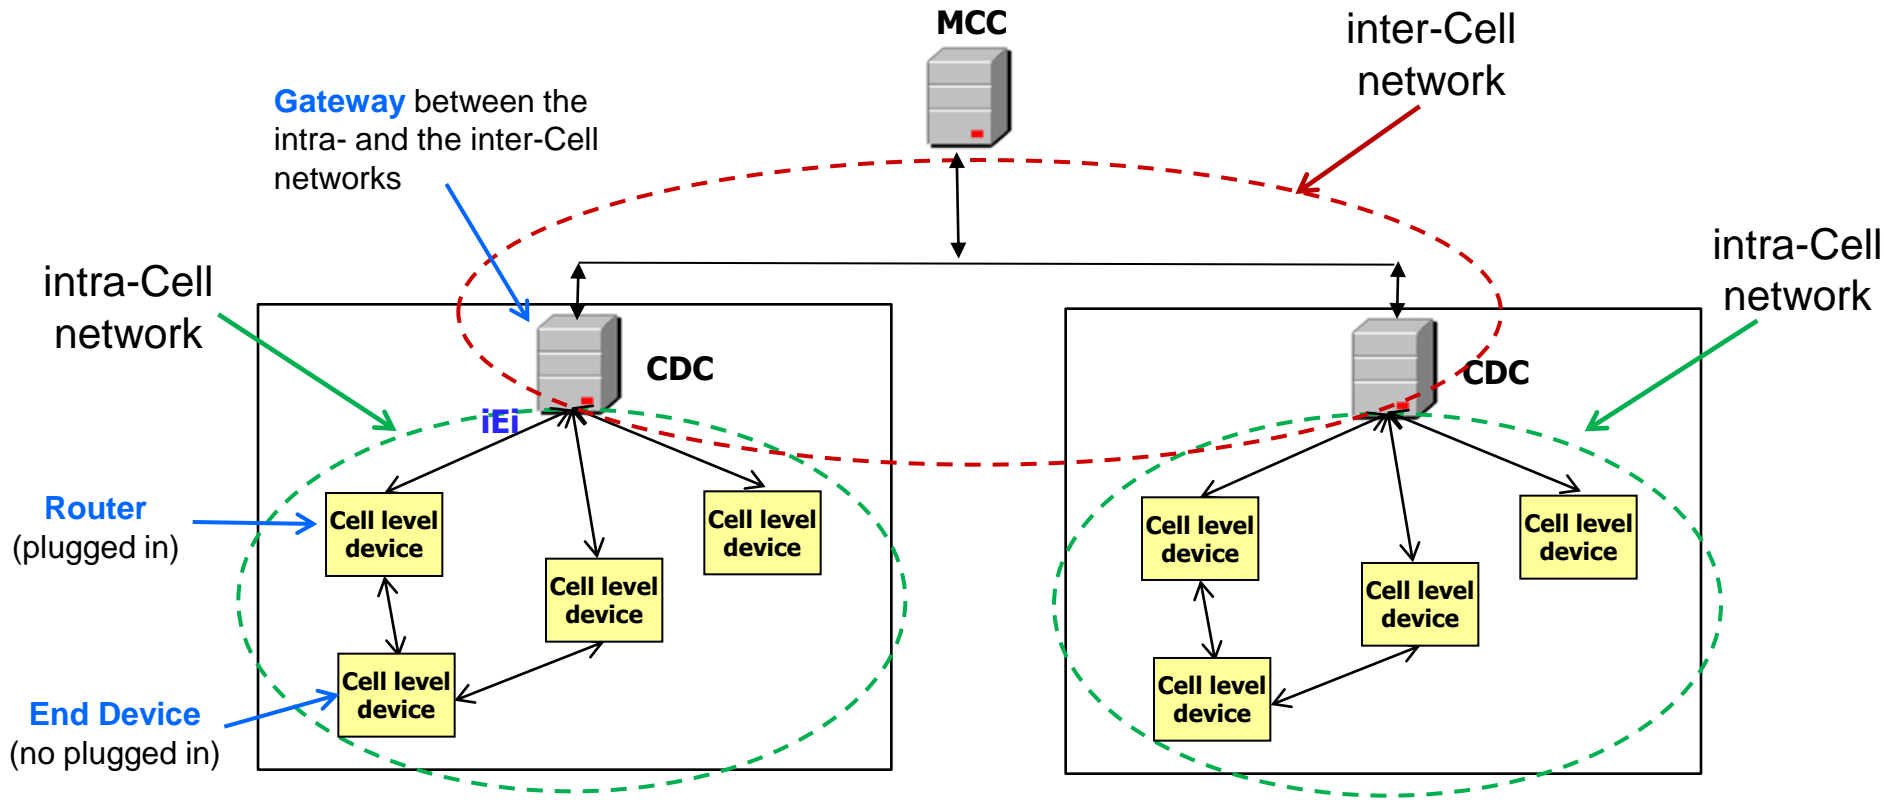 MCC
inter-Cell
network
Gateway between the
intra- and the inter-Cell
networks
intra-Cell
network
intra-Cell
network
CDC
CDC
iEi
Router
(plugged in)
Cell level
device
Cell level
device
Cell level
device
Cell level
device
End Device
(no plugged in)
Cell level
device
Cell level
device
Cell level
device
Cell level
device